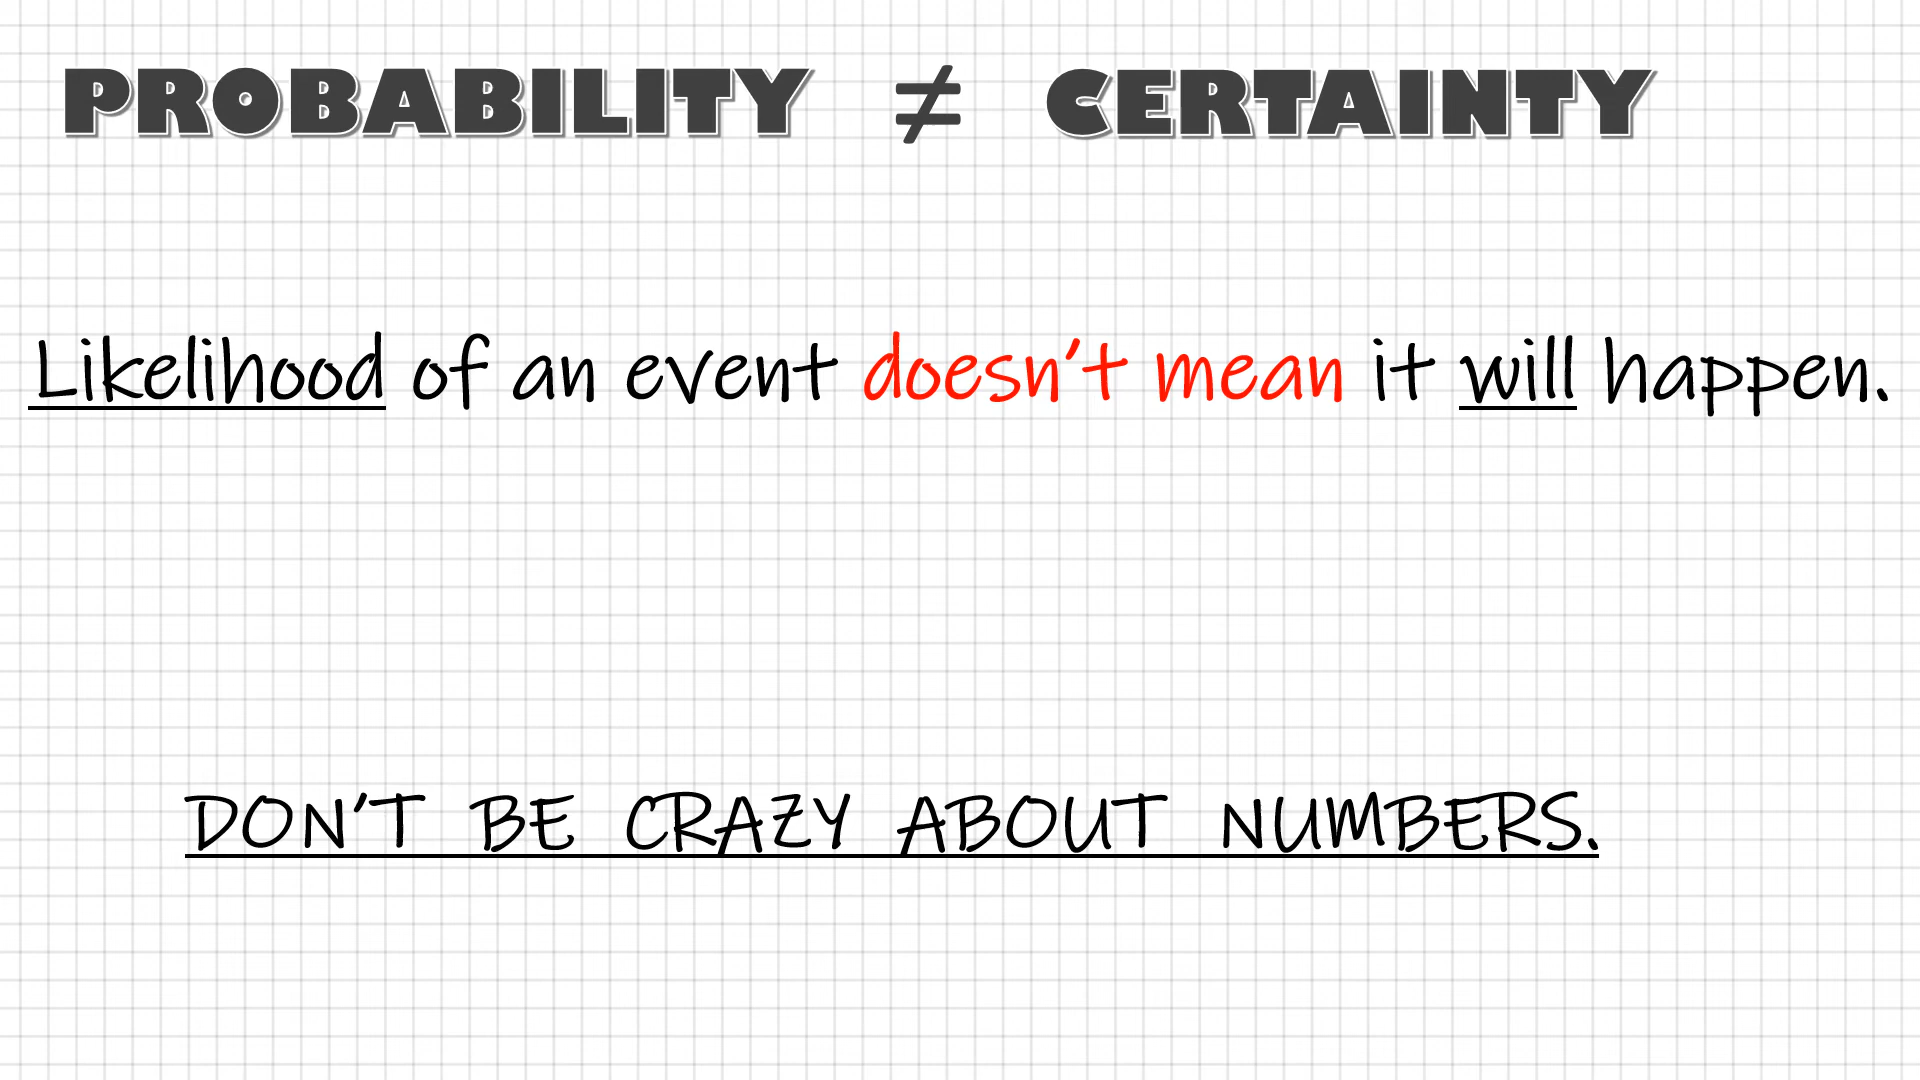 PROBABILITY ≠ CERTAINTY
Likelihood of an event doesn't mean it will happen.
DON'T BE CRAZY ABOUT NUMBERS.